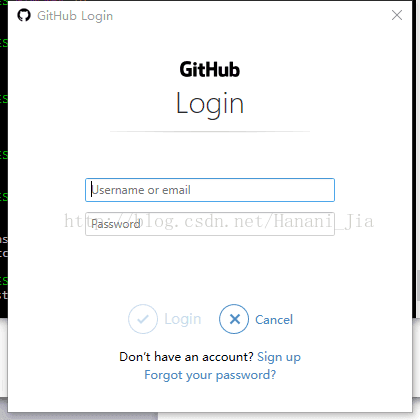 GitHub Login
GitHub
Login
Username or email
http://blog.csdn.net/Hanani_Jia
Password
Login
Cancel
Don't have an account? Sign up
Forgot your password?